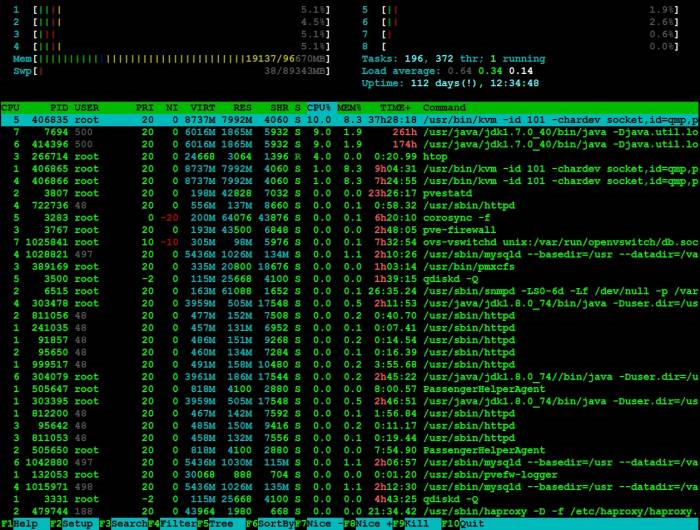 1 [|||| 5.1%] 5 [|| 1.9%]
2 [|||| 4.5%] 6 [|| 2.6%]
3 [|||| 5.1%] 7 [| 0.6%]
4 [|||| 5.1%] 8 [ 0.0%]
19137/96670MB] Tasks: 196, 372 thr; 1 running
Swp[| 38/89343MB] Load average: 0.64 0.34 0.14
Uptime: 112 days(!), 12:34:48
CPU PID USER PRI NI VIRT RES SHR S CPU% MEM% TIME+ Command
5 406835 root 20 0 8737M 7992M 4060 S 10.0 8.3 37h28:18 /usr/bin/kvm -id 101 -chardev socket,id=qmp,p
7 7694 500 20 0 6016M 1865M 5932 S 9.0 1.9 261h /usr/java/jdk1.7.0_40/bin/java -Djava.util.lo
6 414396 500 20 0 6016M 1865M 5932 S 9.0 1.9 174h /usr/java/jdk1.7.0_40/bin/java -Djava.util.lo
3 266714 root 20 0 24668 3064 1396 R 4.0 0.0 0:20.99 htop
1 406865 root 20 0 8737M 7992M 4060 S 1.0 8.3 9h04:31 /usr/bin/kvm -id 101 -chardev socket,id=qmp,p
4 406866 root 20 0 8737M 7992M 4060 S 1.0 8.3 7h24:55 /usr/bin/kvm -id 101 -chardev socket,id=qmp,p
2 3807 root 20 0 198M 42828 7032 S 0.0 0.0 23h26:17 pvestatd
4 722736 48 20 0 556M 137M 8660 S 0.0 0.1 0:58.32 /usr/sbin/httpd
5 3283 root 0 -20 200M 64076 43876 S 0.0 0.1 6h20:10 corosync -f
3 3767 root 20 0 193M 43500 6848 S 0.0 0.0 2h48:05 pve-firewall
7 1025841 root 10 -10 305M 98M 5976 S 0.0 0.1 7h32:54 ovs-vswitchd unix:/var/run/openvswitch/db.soc
4 1028821 497 20 0 5436M 1026M 134M S 0.0 1.1 2h10:26 /usr/sbin/mysqld --basedir=/usr --datadir=/va
3 389169 root 20 0 335M 20800 18676 S 0.0 0.0 1h03:14 /usr/bin/pmxcfs
5 3500 root -2 0 115M 25668 4100 S 0.0 0.0 1h39:15 qdiskd -Q
2 6515 root 20 0 163M 61088 1652 S 0.0 0.1 26:35.24 /usr/sbin/snmpd -LS0-6d -Lf /dev/null -p /var
4 303478 root 20 0 3959M 505M 17548 S 0.0 0.5 2h11:53 /usr/java/jdk1.8.0_74/bin/java -Duser.dir=/us
2 811056 48 20 0 477M 152M 7508 S 0.0 0.2 0:40.70 /usr/sbin/httpd
1 241035 48 20 0 457M 131M 6952 S 0.0 0.1 0:07.41 /usr/sbin/httpd
1 91857 48 20 0 486M 151M 9268 S 0.0 0.2 0:14.54 /usr/sbin/httpd
2 95650 48 20 0 460M 134M 7284 S 0.0 0.1 0:16.39 /usr/sbin/httpd
1 999517 48 20 0 491M 158M 10480 S 0.0 0.2 3:55.68 /usr/sbin/httpd
6 304079 root 20 0 3961M 186M 17544 S 0.0 0.2 2h45:22 /usr/java/jdk1.8.0_74//bin/java -Duser.dir=/u
1 505647 root 20 0 818M 4100 2880 S 0.0 0.0 8:00.57 PassengerHelperAgent
1 303395 root 20 0 3959M 505M 17548 S 0.0 0.5 2h46:51 /usr/java/jdk1.8.0_74/bin/java -Duser.dir=/us
1 812200 48 20 0 467M 142M 7592 S 0.0 0.1 1:56.84 /usr/sbin/httpd
3 95642 48 20 0 485M 150M 9416 S 0.0 0.2 0:11.17 /usr/sbin/httpd
3 811053 48 20 0 458M 132M 7556 S 0.0 0.1 0:19.44 /usr/sbin/httpd
2 505650 root 20 0 818M 4100 2880 S 0.0 0.0 7:54.90 PassengerHelperAgent
6 1042880 496 20 0 5436M 1030M 115M S 0.0 1.1 2h06:57 /usr/sbin/mysqld --basedir=/usr --datadir=/va
1 132053 root 20 0 30068 888 704 S 0.0 0.0 0:01.20 /usr/sbin/pvefw-logger
4 1015971 498 20 0 5436M 1026M 135M S 0.0 1.1 2h12:30 /usr/sbin/mysqld --basedir=/usr --datadir=/va
1 3331 root -2 0 115M 25668 4100 S 0.0 0.0 4h43:25 qdiskd -Q
2 479744 188 20 0 43964 1980 668 S 0.0 0.0 21:34.42 /usr/sbin/haproxy -D -f /etc/haproxy/haproxy.
F1Help F2Setup F3SearchF4FilterF5Tree F6SortByF7Nice -F8Nice +F9Kill F10Quit